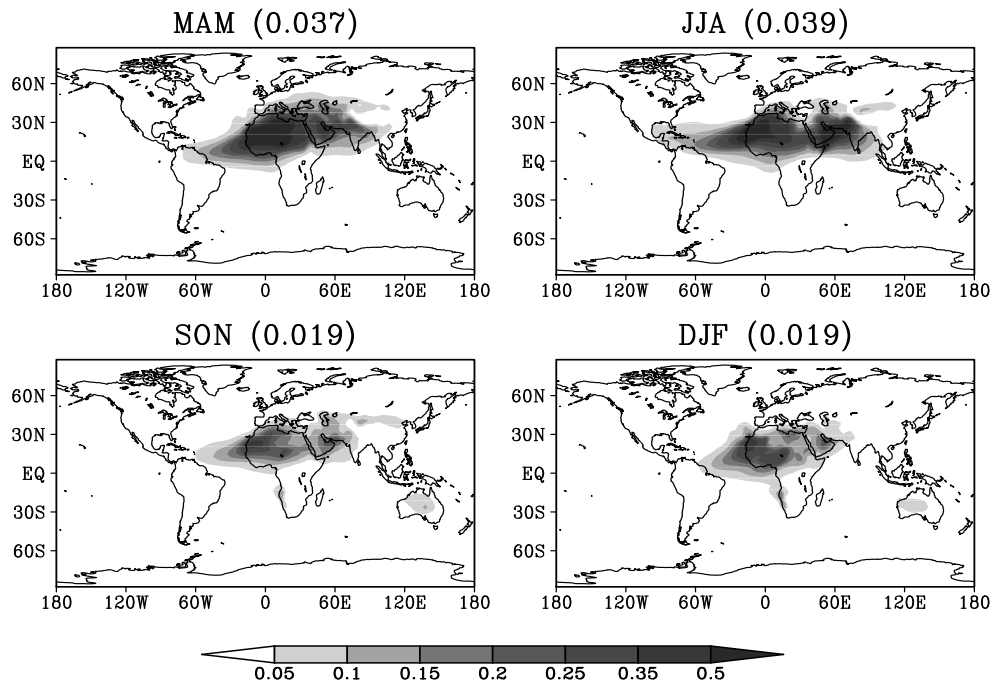 MAM (0.037)
JJA (0.039)
60N
30N
EQ
30S
60S
180 120W 60W 0 60E 120E 180
60N
30N
EQ
30S
60S
180 120W 60W 0 60E 120E 180
SON (0.019)
DJF (0.019)
60N
30N
EQ
30S
60S
180 120W 60W 0 60E 120E 180
60N
30N
EQ
30S
60S
180 120W 60W 0 60E 120E 180
0.05 0.1 0.15 0.2 0.25 0.35 0.5